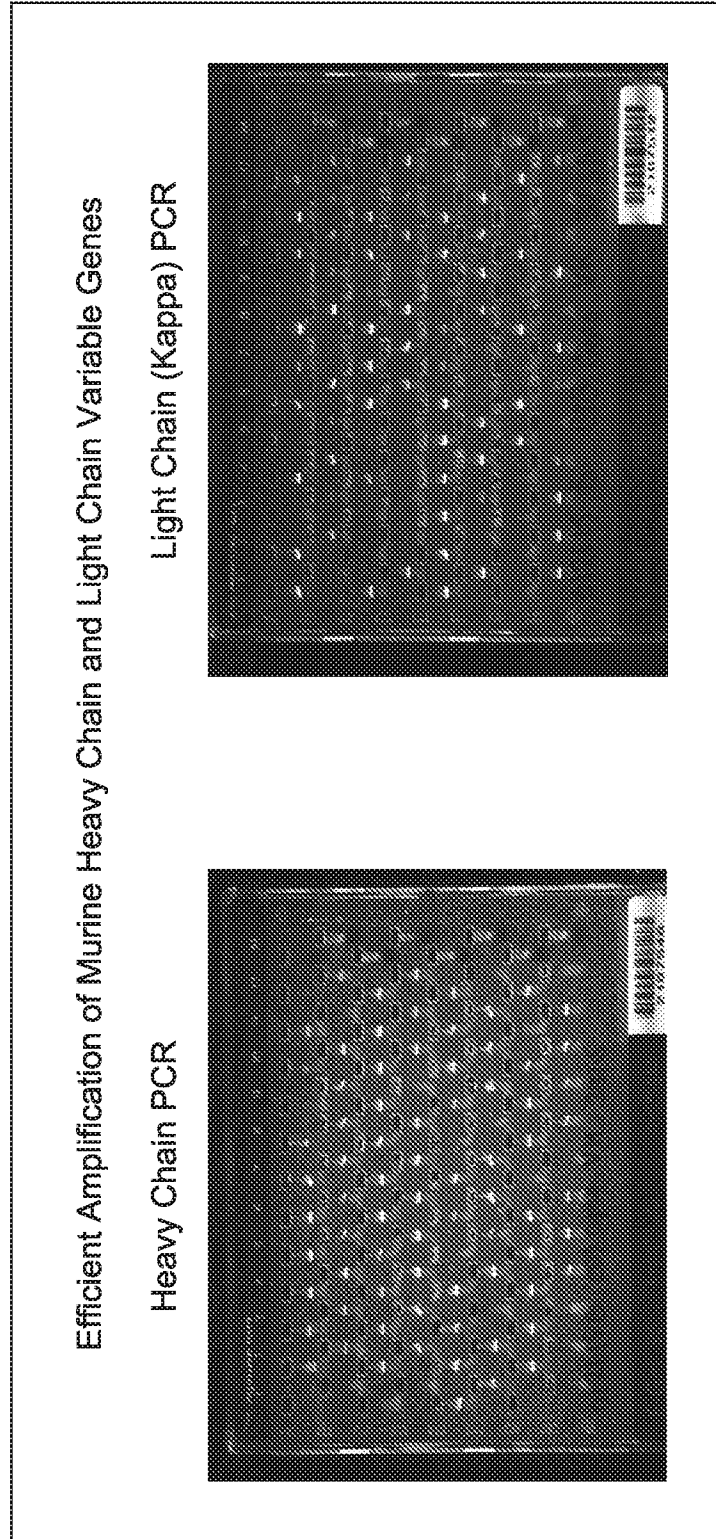 Efficient Amplification of Murine Heavy Chain and Light Chain Variable Genes
Heavy Chain PCR
Light Chain (Kappa) PCR